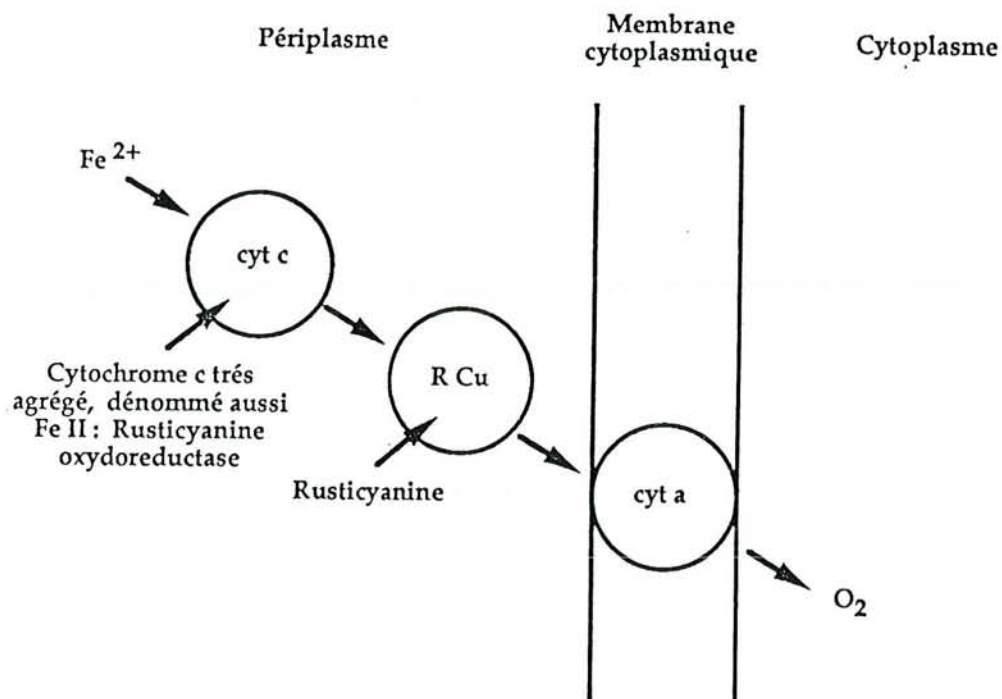 Périplasme
Membrane
cytoplasmique
Cytoplasme
Fe 2+
cyt c
Cytochrome c trés
agrégé, dénommé aussi
Fe II : Rusticyanine
oxydoreductase
R Cu
Rusticyanine
cyt a
O2